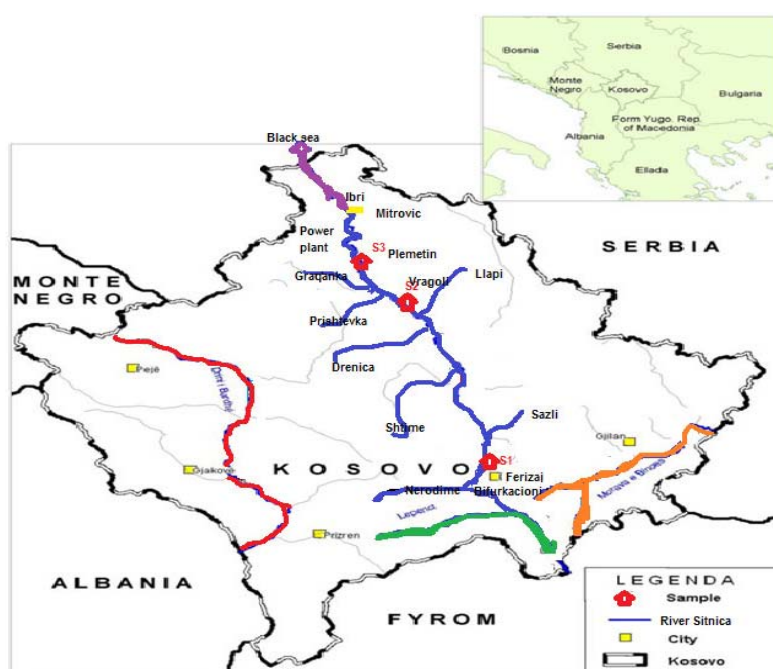 Bosnia
Serbia
Monte
Negro
Kosovo
Bulgaria
Form Yugo. Rep.
of Macedonia
Albania
Ellada
Black sea
Ibri
Mitrovic
Power
plant
S3
Plemetin
SERBIA
Graqanka
Vragoli
S2
Llapi
MONTE
NEGRO
Prishtevka
Drenica
Pejë
Drini i Bardhë
Shtime
Sazli
Gjilan
S1
Gjakovë
KOSOVO
Ferizaj
Nerodime
Bifurkacioni
Morava e Binçës
Lepenci
Prizren
ALBANIA
FYROM
LEGENDA
Sample
River Sitnica
City
Kosovo